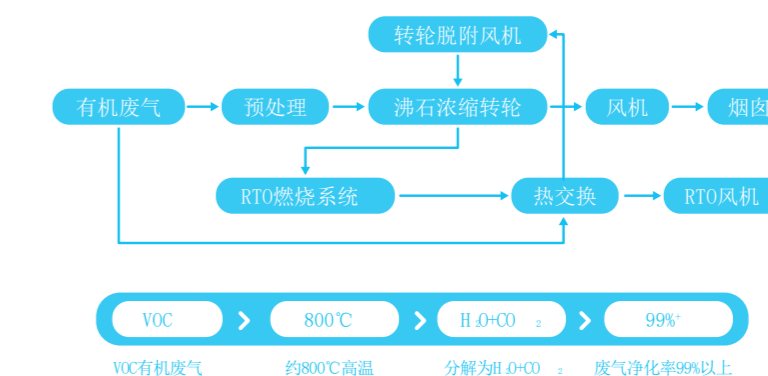 转轮脱附风机
有机废气 预处理 沸石浓缩转轮 风机 烟囱
RTO燃烧系统 热交换 RTO风机
VOC 800℃ H₂O+CO₂ 99%⁺
VOC有机废气 约800℃高温 分解为H₂O+CO₂ 废气净化率99%以上